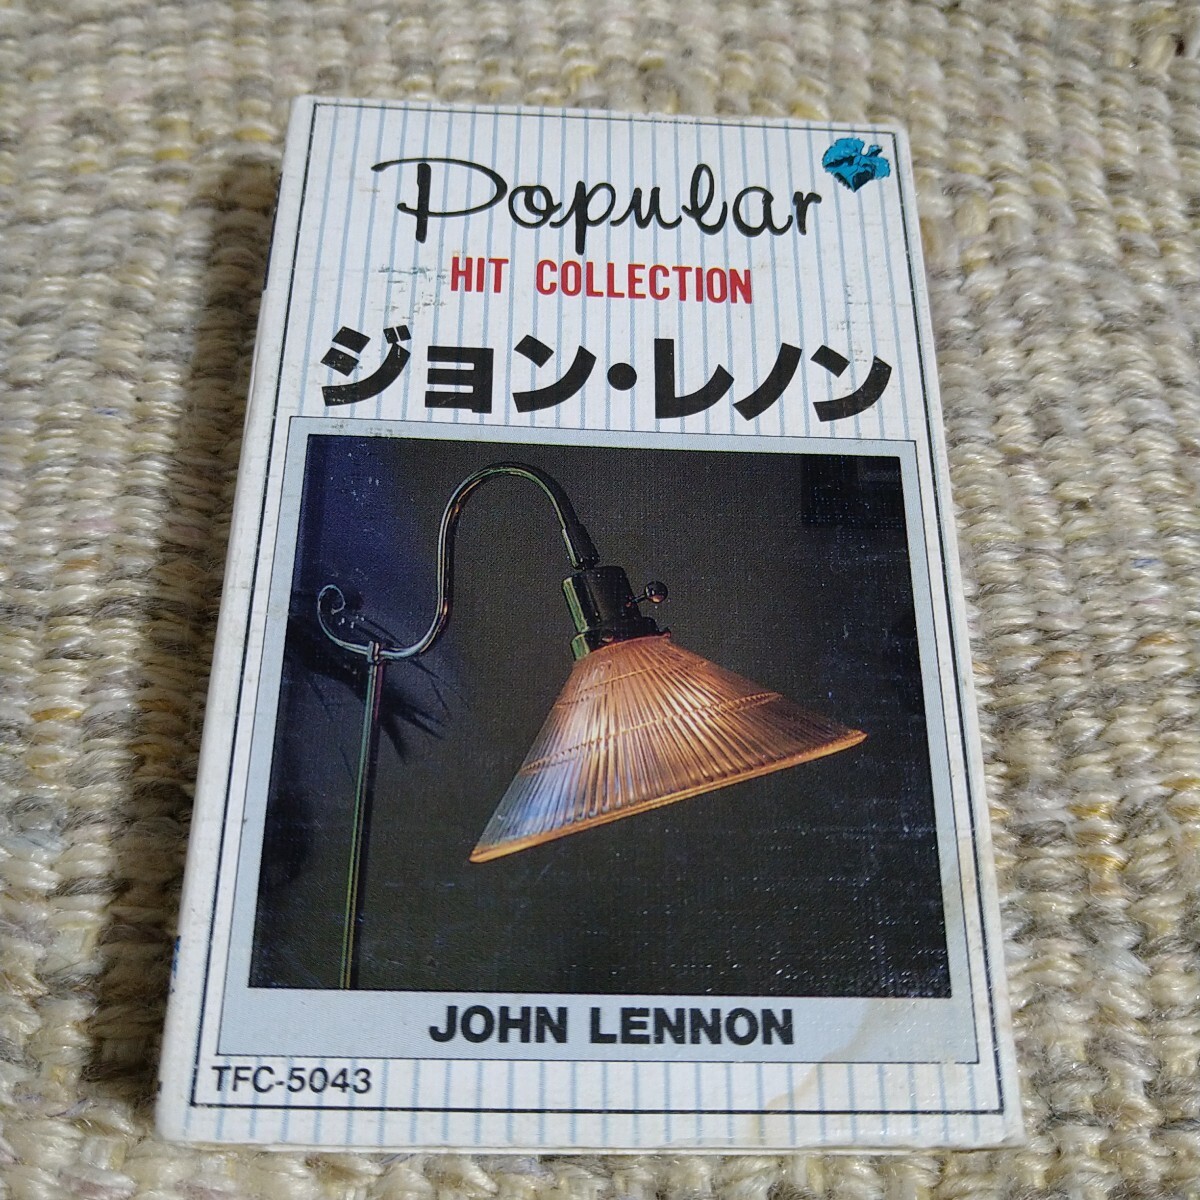 Popular
HIT COLLECTION
ジョン・レノン
JOHN LENNON
TFC-5043